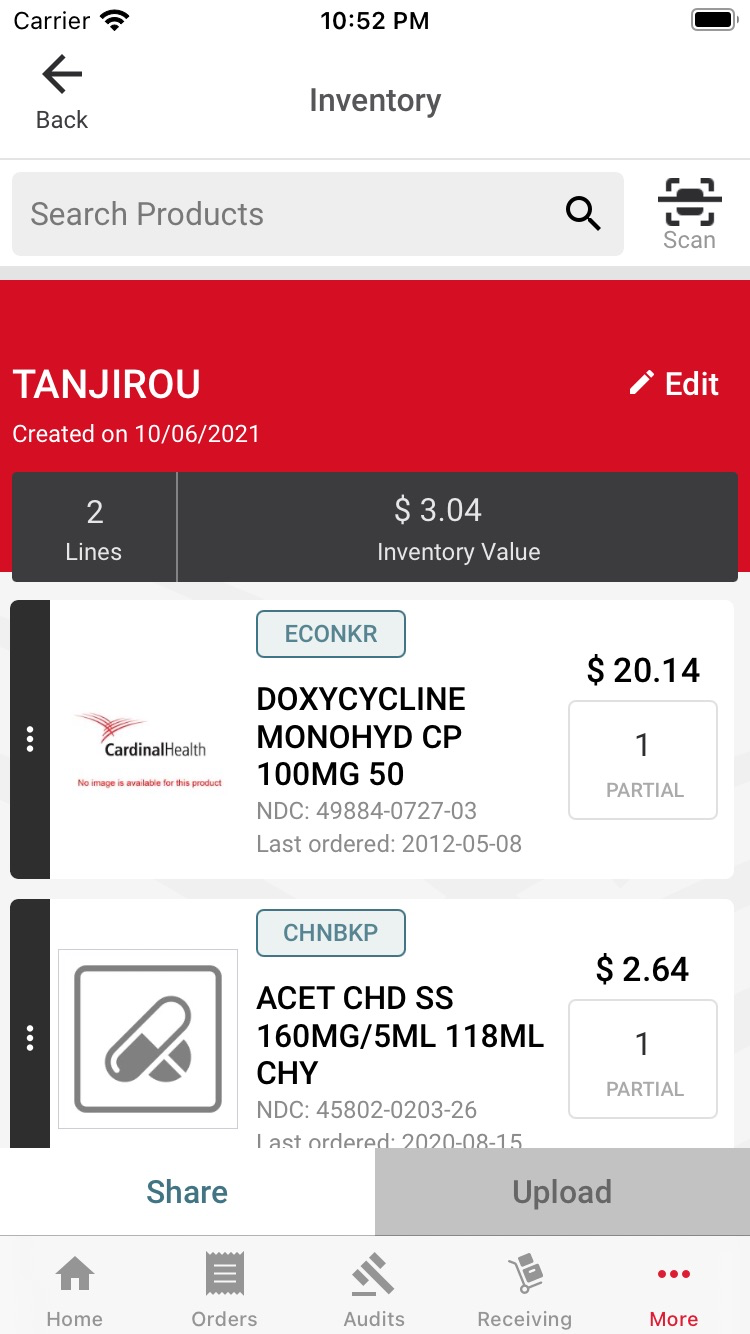 Carrier 10:52 PM
Back
Inventory
Search Products
Scan
TANJIROU
Edit
Created on 10/06/2021
2
Lines
$ 3.04
Inventory Value
ECONKR
DOXYCYCLINE
MONOHYD CP
100MG 50
NDC: 49884-0727-03
Last ordered: 2012-05-08
$ 20.14
1
PARTIAL
CardinalHealth
No image is available for this product
CHNBKP
ACET CHD SS
160MG/5ML 118ML
CHY
NDC: 45802-0203-26
Last ordered: 2020-08-15
$ 2.64
1
PARTIAL
Share
Upload
Home
Orders
Audits
Receiving
More